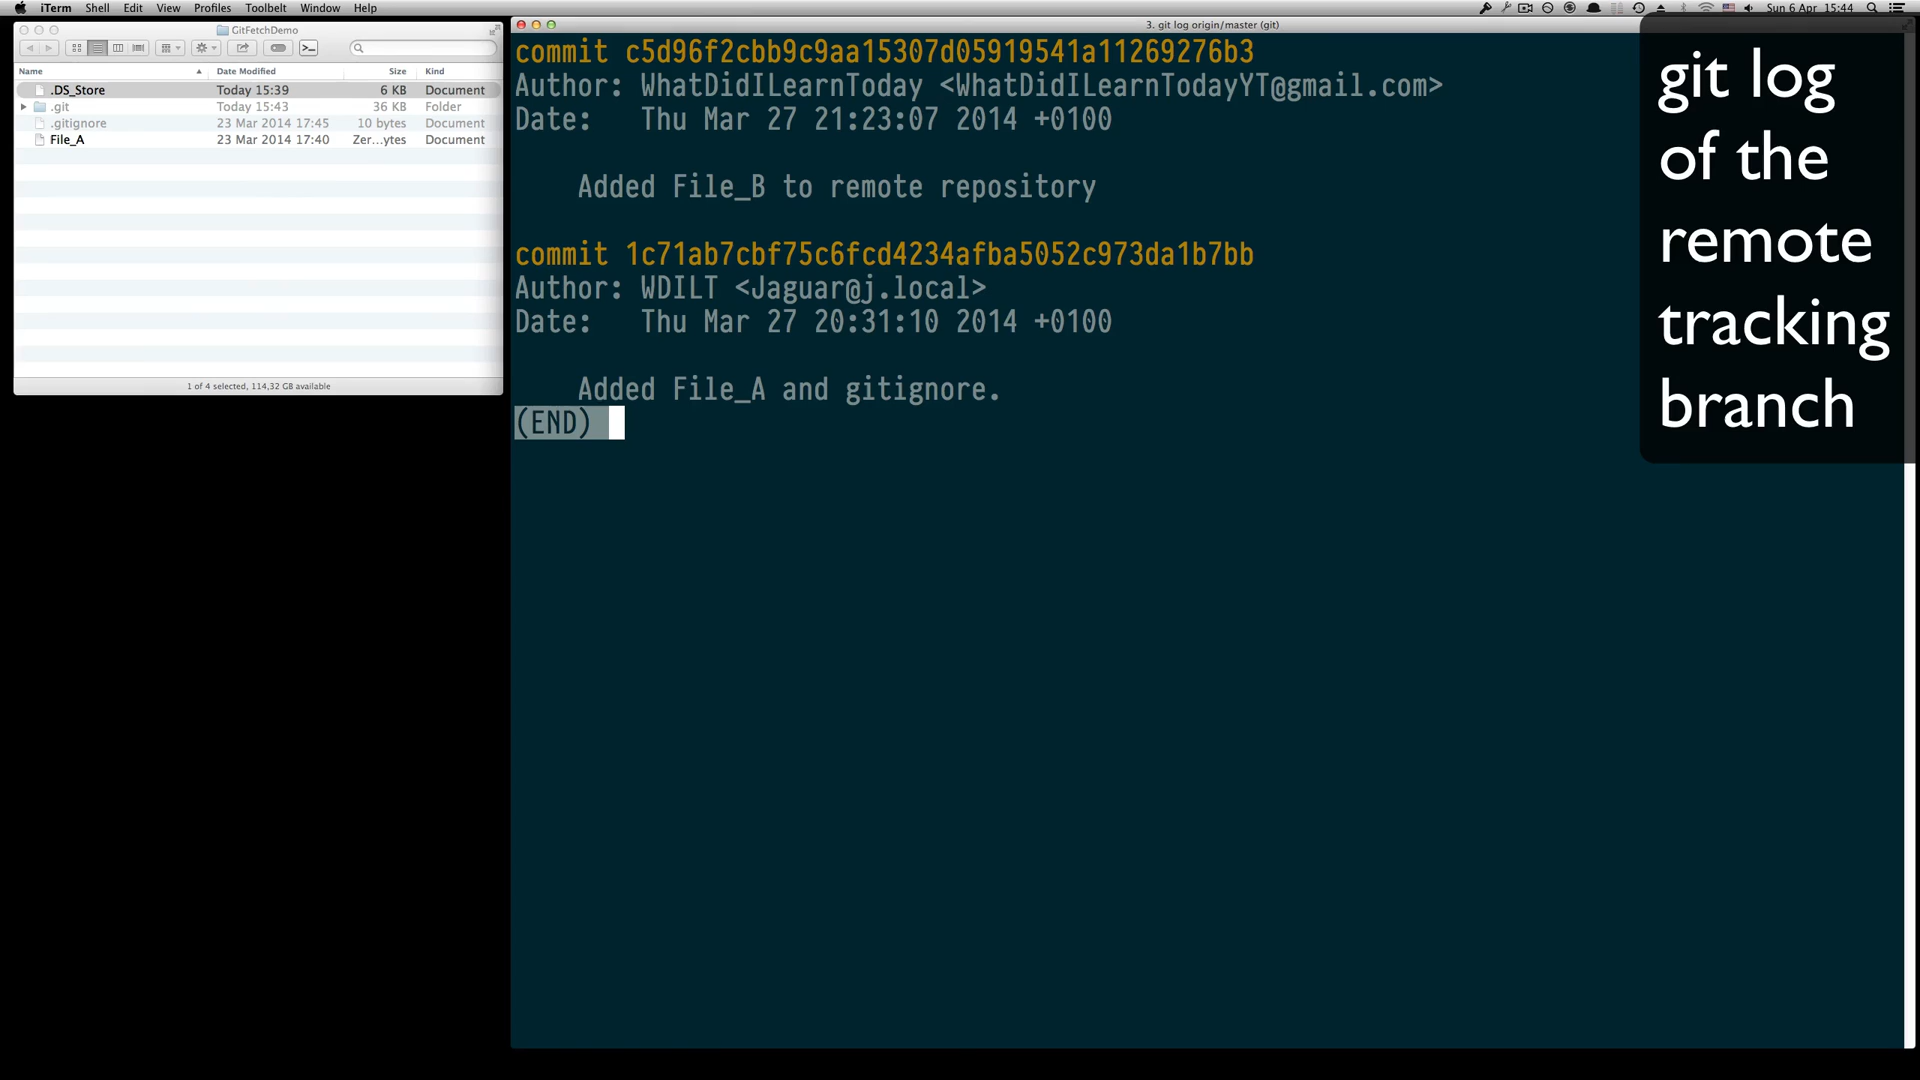 iTerm Shell Edit View Profiles Toolbelt Window Help
Sun 6 Apr 15:44
GitFetchDemo
Name Date Modified Size Kind
.DS_Store Today 15:39 6 KB Document
.git Today 15:43 36 KB Folder
.gitignore 23 Mar 2014 17:45 10 bytes Document
File_A 23 Mar 2014 17:40 Zer...ytes Document
1 of 4 selected, 114,32 GB available
3. git log origin/master (git)
commit c5d96f2cbb9c9aa15307d05919541a11269276b3
Author: WhatDidILearnToday <WhatDidILearnTodayYT@gmail.com>
Date: Thu Mar 27 21:23:07 2014 +0100
Added File_B to remote repository
commit 1c71ab7cbf75c6fcd4234afba5052c973da1b7bb
Author: WDILT <Jaguar@j.local>
Date: Thu Mar 27 20:31:10 2014 +0100
Added File_A and gitignore.
(END)
git log
of the
remote
tracking
branch